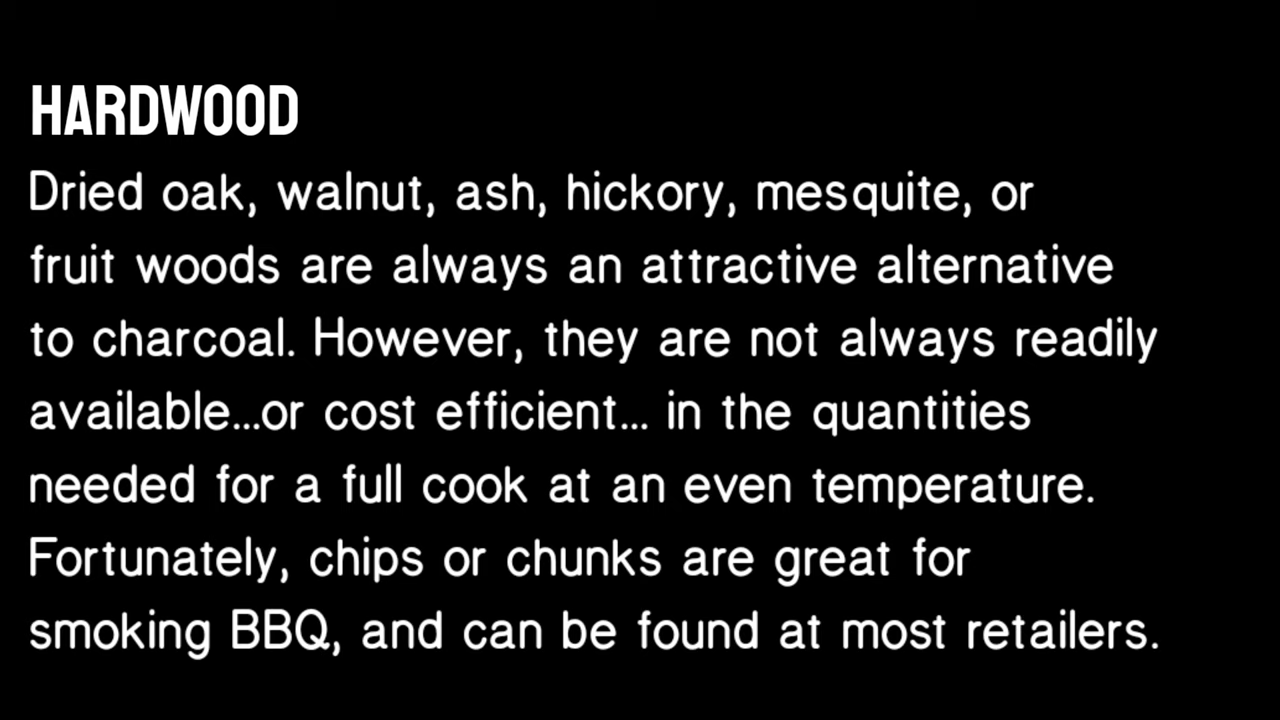 HARDWOOD
Dried oak, walnut, ash, hickory, mesquite, or
fruit woods are always an attractive alternative
to charcoal. However, they are not always readily
available...or cost efficient... in the quantities
needed for a full cook at an even temperature.
Fortunately, chips or chunks are great for
smoking BBQ, and can be found at most retailers.